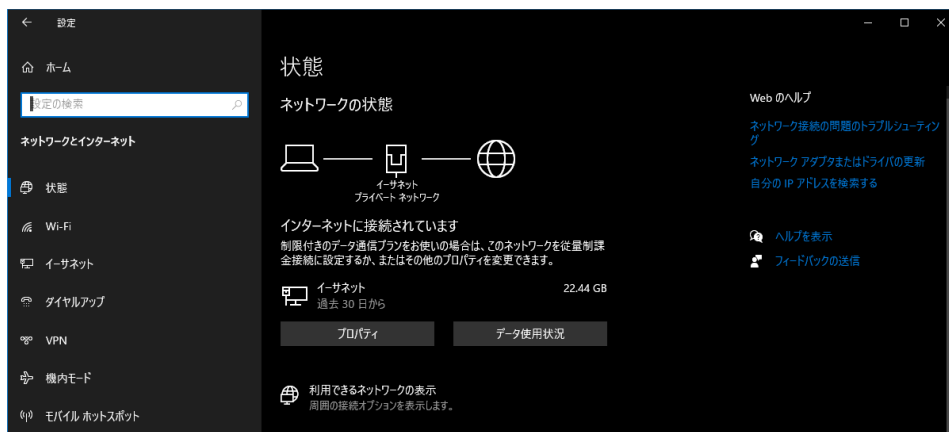 設定
ホーム
設定の検索
ネットワークとインターネット
状態
Wi-Fi
イーサネット
ダイヤルアップ
VPN
機内モード
モバイル ホットスポット
状態
ネットワークの状態
イーサネット
プライベート ネットワーク
インターネットに接続されています
制限付きのデータ通信プランをお使いの場合は、このネットワークを従量制課
金接続に設定するか、またはその他のプロパティを変更できます。
イーサネット
22.44 GB
過去 30 日から
プロパティ
データ使用状況
利用できるネットワークの表示
周囲の接続オプションを表示します。
Web のヘルプ
ネットワーク接続の問題のトラブルシューティン
グ
ネットワーク アダプタまたはドライバの更新
自分の IP アドレスを検索する
ヘルプを表示
フィードバックの送信